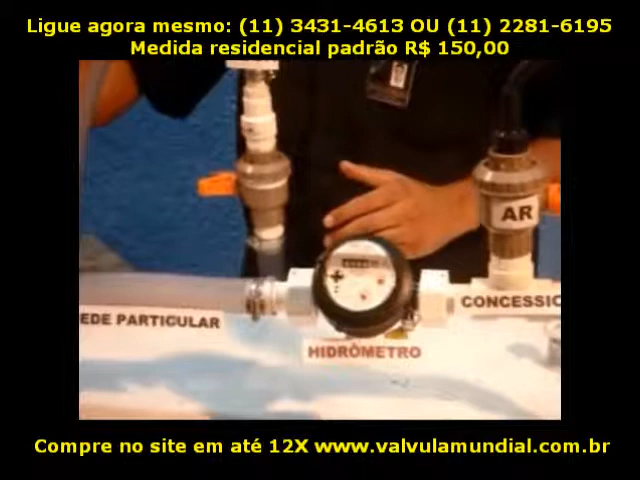 Ligue agora mesmo: (11) 3431-4613 OU (11) 2281-6195
Medida residencial padrão R$ 150,00
AR
CONCESSIO
EDE PARTICULAR
HIDRÔMETRO
Compre no site em até 12X www.valvulamundial.com.br